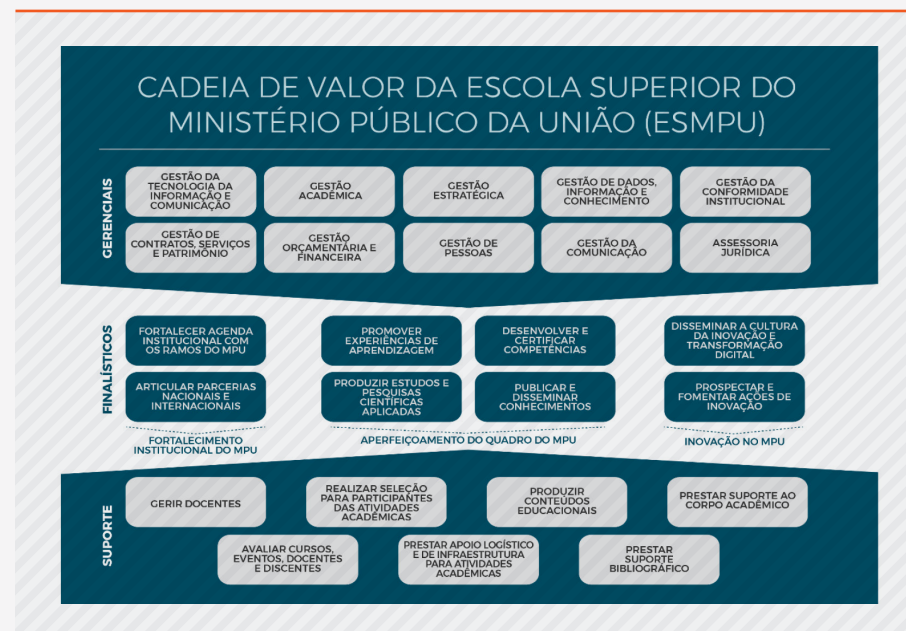 CADEIA DE VALOR DA ESCOLA SUPERIOR DO
MINISTÉRIO PÚBLICO DA UNIÃO (ESMPU)
GERENCIAIS
GESTÃO DA
TECNOLOGIA DA
INFORMAÇÃO E
COMUNICAÇÃO
GESTÃO
ACADÊMICA
GESTÃO
ESTRATÉGICA
GESTÃO DE DADOS,
INFORMAÇÃO E
CONHECIMENTO
GESTÃO DA
CONFORMIDADE
INSTITUCIONAL
GESTÃO DE
CONTRATOS, SERVIÇOS
E PATRIMÔNIO
GESTÃO
ORÇAMENTÁRIA E
FINANCEIRA
GESTÃO DE
PESSOAS
GESTÃO DA
COMUNICAÇÃO
ASSESSORIA
JURÍDICA
FINALÍSTICOS
FORTALECER AGENDA
INSTITUCIONAL COM
OS RAMOS DO MPU
PROMOVER
EXPERIÊNCIAS DE
APRENDIZAGEM
DESENVOLVER E
CERTIFICAR
COMPETÊNCIAS
DISSEMINAR A CULTURA
DA INOVAÇÃO E
TRANSFORMAÇÃO
DIGITAL
ARTICULAR PARCERIAS
NACIONAIS E
INTERNACIONAIS
PRODUZIR ESTUDOS E
PESQUISAS
CIENTÍFICAS
APLICADAS
PUBLICAR E
DISSEMINAR
CONHECIMENTOS
PROSPECTAR E
FOMENTAR AÇÕES DE
INOVAÇÃO
FORTALECIMENTO
INSTITUCIONAL DO MPU
APERFEIÇOAMENTO DO QUADRO DO MPU
INOVAÇÃO NO MPU
SUPORTE
GERIR DOCENTES
REALIZAR SELEÇÃO
PARA PARTICIPANTES
DAS ATIVIDADES
ACADÊMICAS
PRODUZIR
CONTEÚDOS
EDUCACIONAIS
PRESTAR SUPORTE AO
CORPO ACADÊMICO
AVALIAR CURSOS,
EVENTOS, DOCENTES
E DISCENTES
PRESTAR APOIO LOGÍSTICO
E DE INFRAESTRUTURA
PARA ATIVIDADES
ACADÊMICAS
PRESTAR
SUPORTE
BIBLIOGRÁFICO